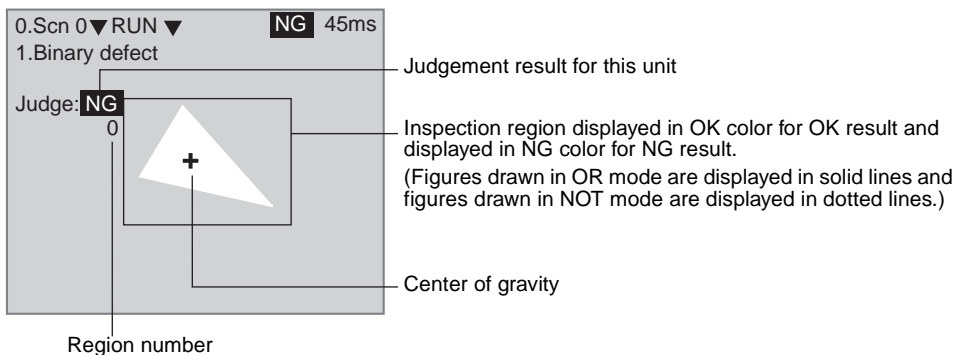 0.Scn 0▼RUN ▼ NG 45ms
1.Binary defect
Judgement result for this unit
Judge: NG
0
Inspection region displayed in OK color for OK result and
displayed in NG color for NG result.
(Figures drawn in OR mode are displayed in solid lines and
figures drawn in NOT mode are displayed in dotted lines.)
Center of gravity
Region number